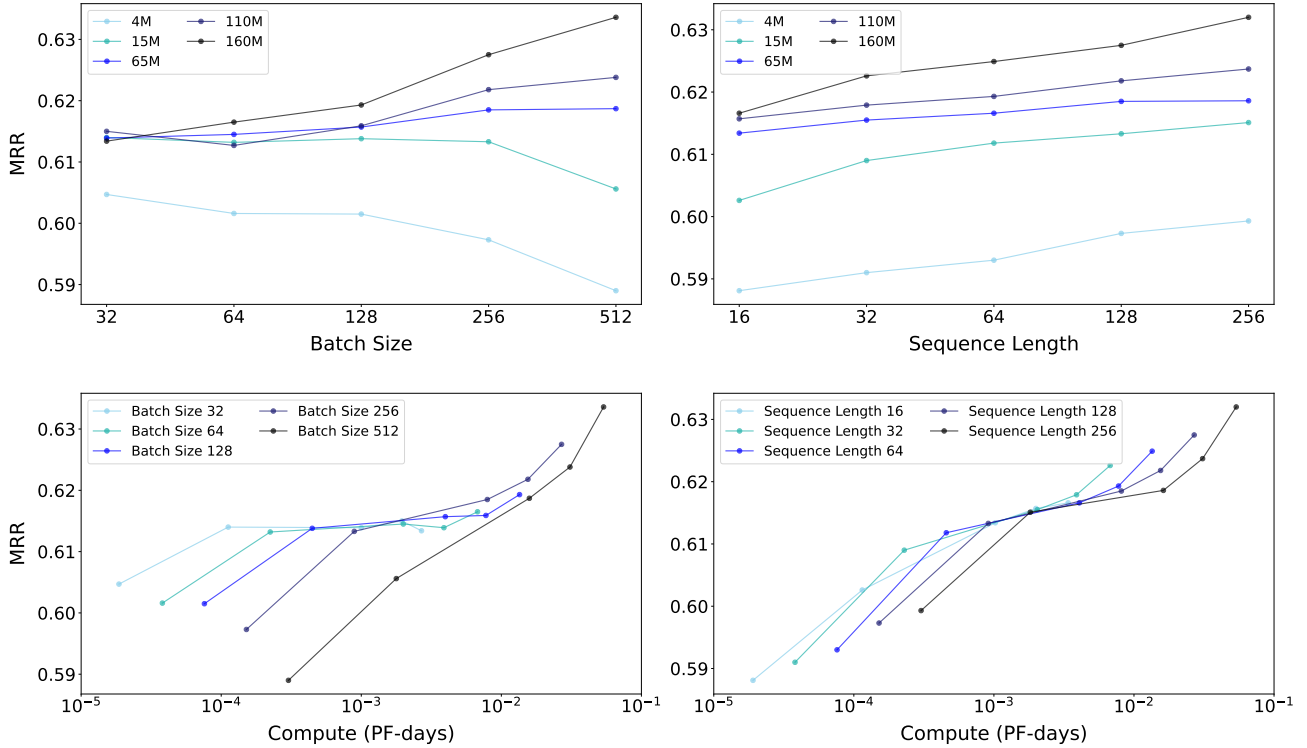 4M
110M
15M
160M
65M
0.63
0.62
0.61
0.60
0.59
MRR
32
64
128
256
512
Batch Size
4M
110M
15M
160M
65M
0.63
0.62
0.61
0.60
0.59
16
32
64
128
256
Sequence Length
Batch Size 32
Batch Size 256
Batch Size 64
Batch Size 512
Batch Size 128
0.63
0.62
0.61
0.60
0.59
MRR
10⁻⁵
10⁻⁴
10⁻³
10⁻²
10⁻¹
Compute (PF-days)
Sequence Length 16
Sequence Length 128
Sequence Length 32
Sequence Length 256
Sequence Length 64
0.63
0.62
0.61
0.60
0.59
10⁻⁵
10⁻⁴
10⁻³
10⁻²
10⁻¹
Compute (PF-days)